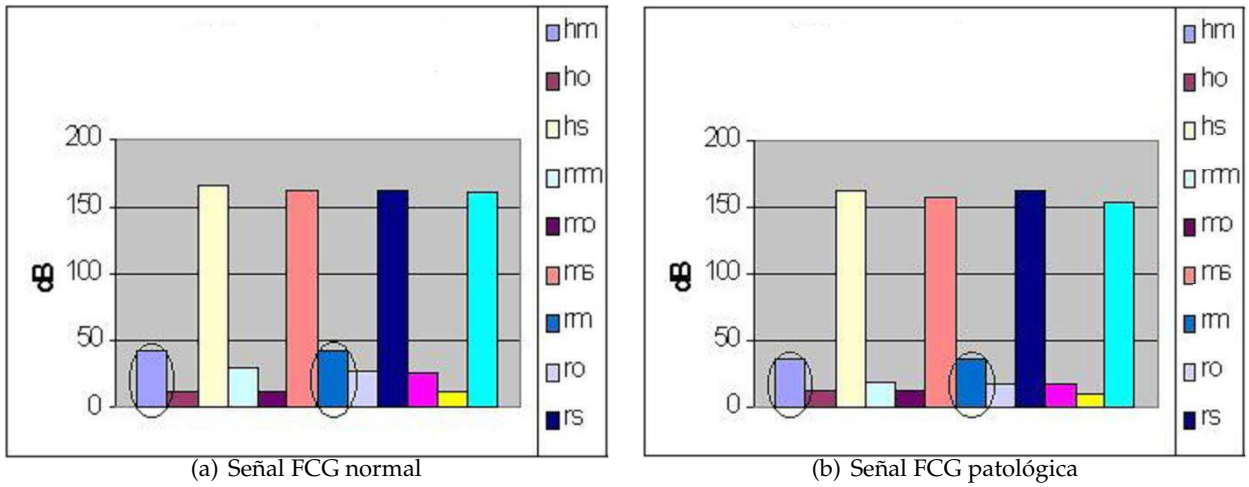 200
150
100
50
0
dB
hm
ho
hs
mm
mo
ms
rm
ro
rs
(a) Señal FCG normal
200
150
100
50
0
dB
hm
ho
hs
mm
mo
ms
rm
ro
rs
(b) Señal FCG patológica